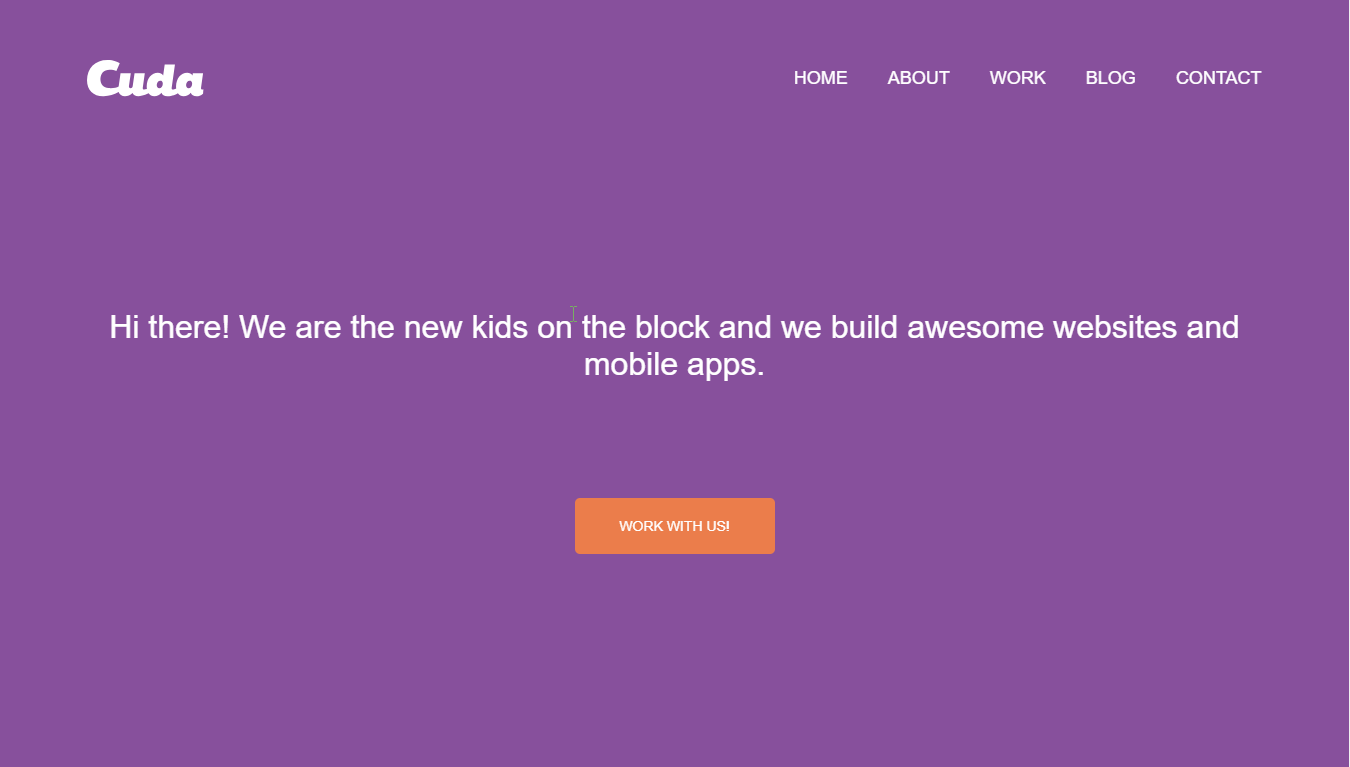 Cuda
HOME ABOUT WORK BLOG CONTACT
Hi there! We are the new kids on the block and we build awesome websites and
mobile apps.
WORK WITH US!